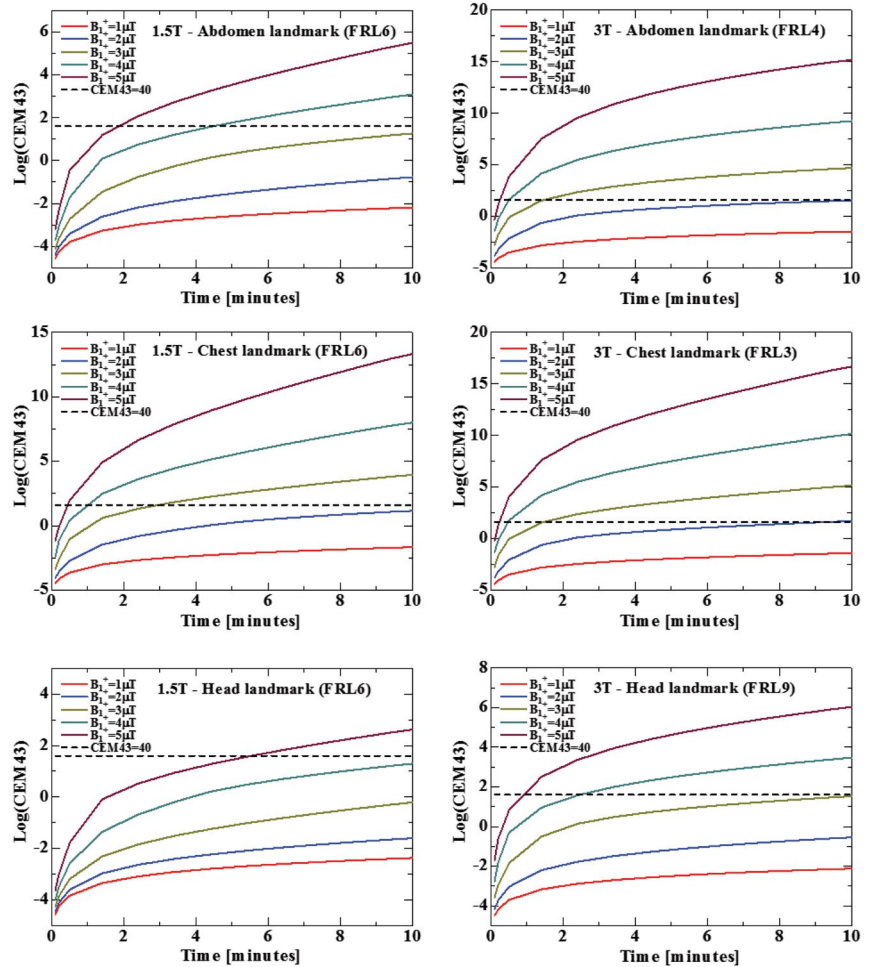 1.5T - Abdomen landmark (FRL6)
B₁⁺=1μT
B₁⁺=2μT
B₁⁺=3μT
B₁⁺=4μT
B₁⁺=5μT
CEM43=40
Log(CEM43)
6
4
2
0
-2
-4
0 2 4 6 8 10
Time [minutes]
3T - Abdomen landmark (FRL4)
B₁⁺=1μT
B₁⁺=2μT
B₁⁺=3μT
B₁⁺=4μT
B₁⁺=5μT
CEM43=40
Log(CEM43)
20
15
10
5
0
-5
0 2 4 6 8 10
Time [minutes]
1.5T - Chest landmark (FRL6)
B₁⁺=1μT
B₁⁺=2μT
B₁⁺=3μT
B₁⁺=4μT
B₁⁺=5μT
CEM43=40
Log(CEM43)
15
10
5
0
-5
0 2 4 6 8 10
Time [minutes]
3T - Chest landmark (FRL3)
B₁⁺=1μT
B₁⁺=2μT
B₁⁺=3μT
B₁⁺=4μT
B₁⁺=5μT
CEM43=40
Log(CEM43)
20
15
10
5
0
-5
0 2 4 6 8 10
Time [minutes]
1.5T - Head landmark (FRL6)
B₁⁺=1μT
B₁⁺=2μT
B₁⁺=3μT
B₁⁺=4μT
B₁⁺=5μT
CEM43=40
Log(CEM43)
4
2
0
-2
-4
0 2 4 6 8 10
Time [minutes]
3T - Head landmark (FRL9)
B₁⁺=1μT
B₁⁺=2μT
B₁⁺=3μT
B₁⁺=4μT
B₁⁺=5μT
CEM43=40
Log(CEM43)
8
6
4
2
0
-2
-4
0 2 4 6 8 10
Time [minutes]